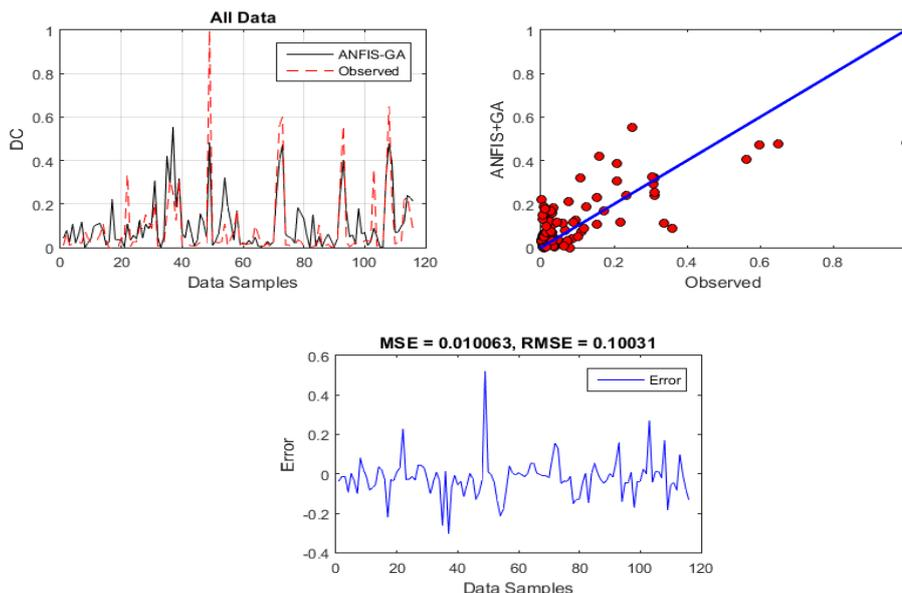 All Data
1
0.8
0.6
0.4
0.2
0
DC
ANFIS-GA
Observed
0 20 40 60 80 100 120
Data Samples
1
0.8
0.6
0.4
0.2
0
ANFIS+GA
0 0.2 0.4 0.6 0.8
Observed
MSE = 0.010063, RMSE = 0.10031
0.6
0.4
0.2
0
-0.2
-0.4
Error
Error
0 20 40 60 80 100 120
Data Samples